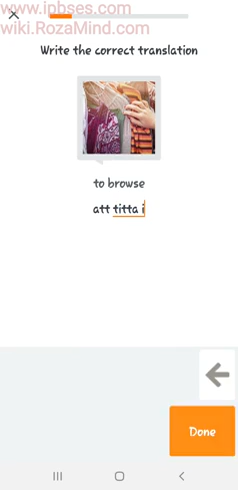 www.ipbses.com
wiki.RozaMind.com
Write the correct translation
to browse
att titta i
Done